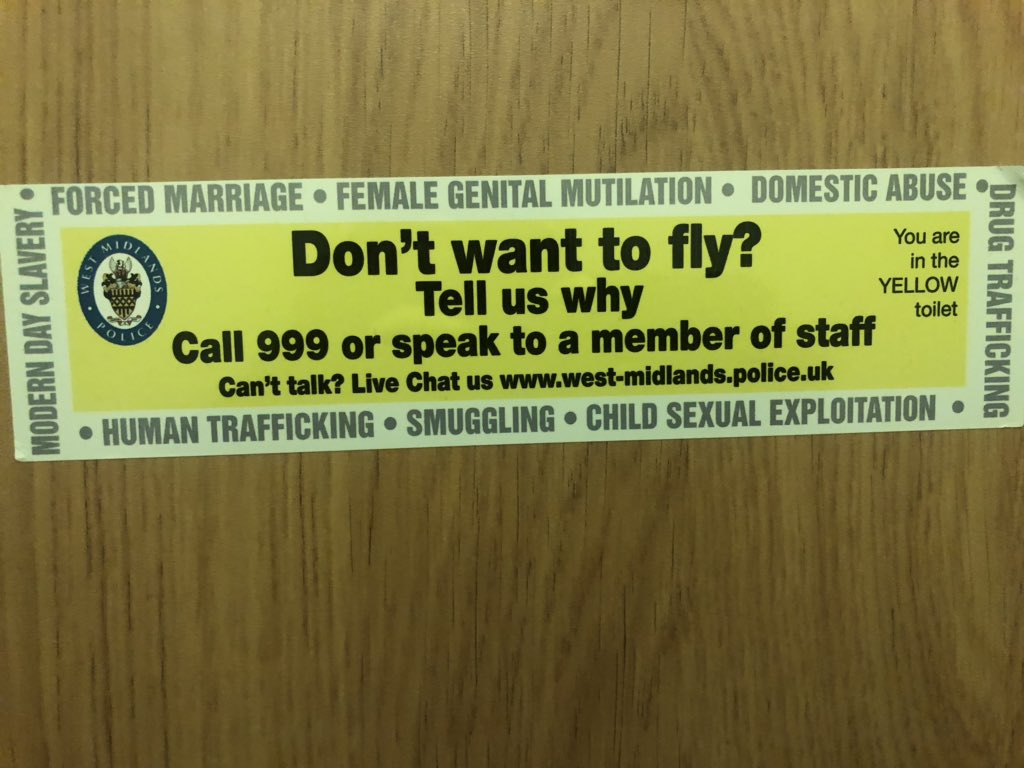 • FORCED MARRIAGE • FEMALE GENITAL MUTILATION • DOMESTIC ABUSE •
DRUG TRAFFICKING
MODERN DAY SLAVERY
WEST MIDLANDS
• POLICE •
Don't want to fly?
Tell us why
Call 999 or speak to a member of staff
Can't talk? Live Chat us www.west-midlands.police.uk
You are
in the
YELLOW
toilet
• HUMAN TRAFFICKING • SMUGGLING • CHILD SEXUAL EXPLOITATION •